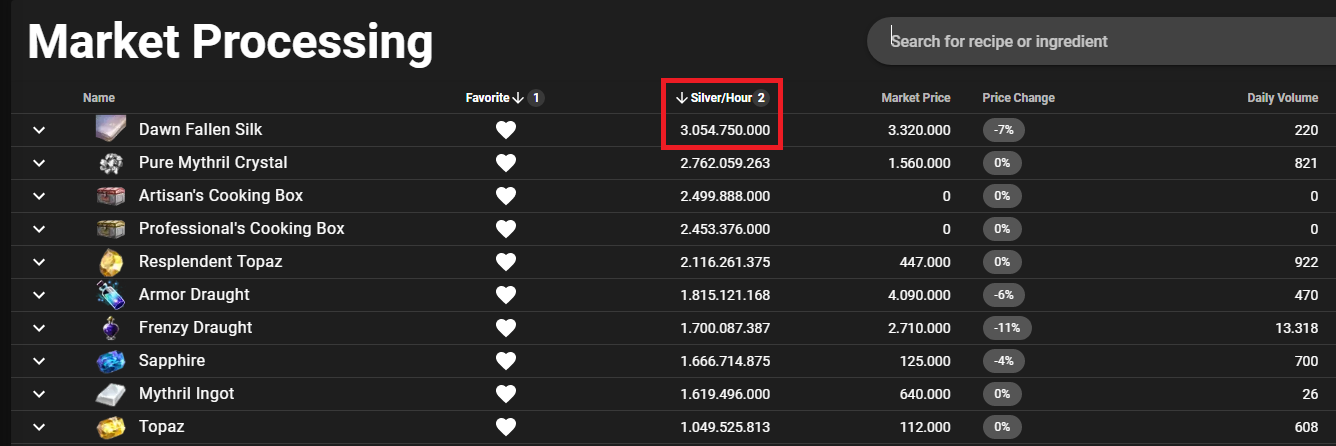 Market Processing
Search for recipe or ingredient
Name Favorite 1 Silver/Hour 2 Market Price Price Change Daily Volume
Dawn Fallen Silk 3.054.750.000 3.320.000 -7% 220
Pure Mythril Crystal 2.762.059.263 1.560.000 0% 821
Artisan's Cooking Box 2.499.888.000 0 0% 0
Professional's Cooking Box 2.453.376.000 0 0% 0
Resplendent Topaz 2.116.261.375 447.000 0% 922
Armor Draught 1.815.121.168 4.090.000 -6% 470
Frenzy Draught 1.700.087.387 2.710.000 -11% 13.318
Sapphire 1.666.714.875 125.000 -4% 700
Mythril Ingot 1.619.496.000 640.000 0% 26
Topaz 1.049.525.813 112.000 0% 608